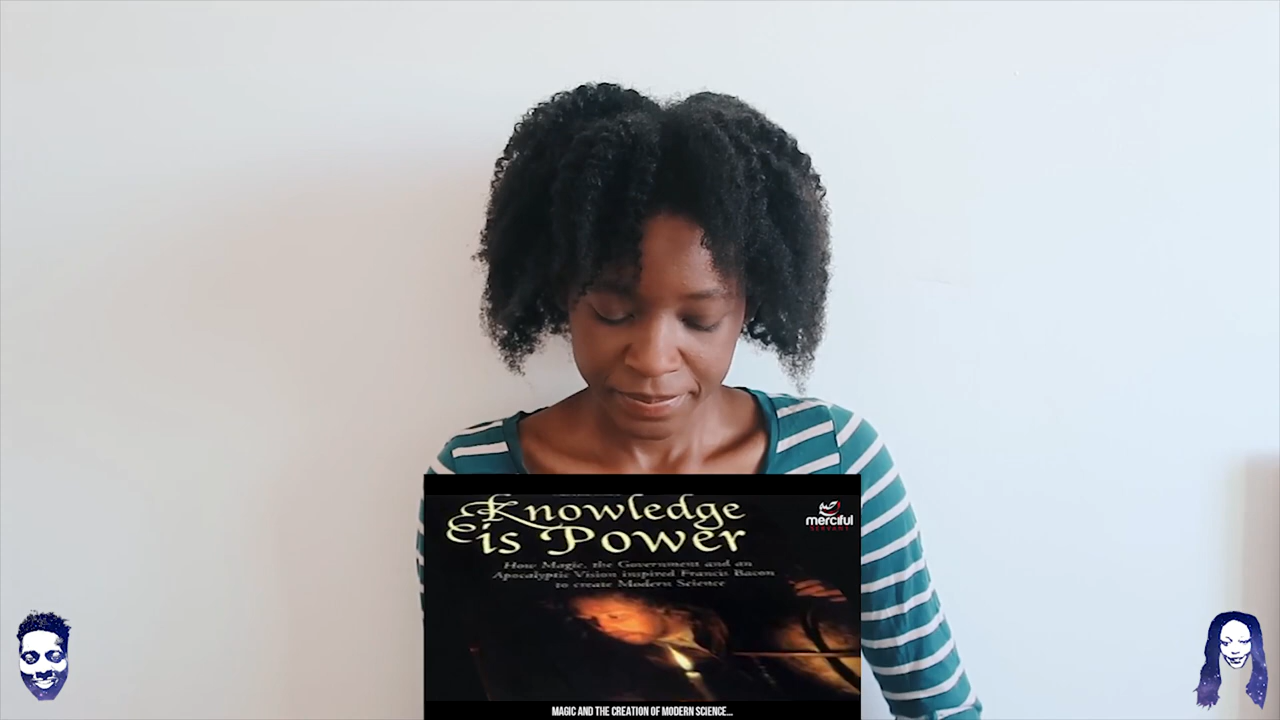 Knowledge
is Power
merciful
SERVANT
How Magic, the Government and an
Apocalyptic Vision inspired Francis Bacon
to create Modern Science
MAGIC AND THE CREATION OF MODERN SCIENCE...